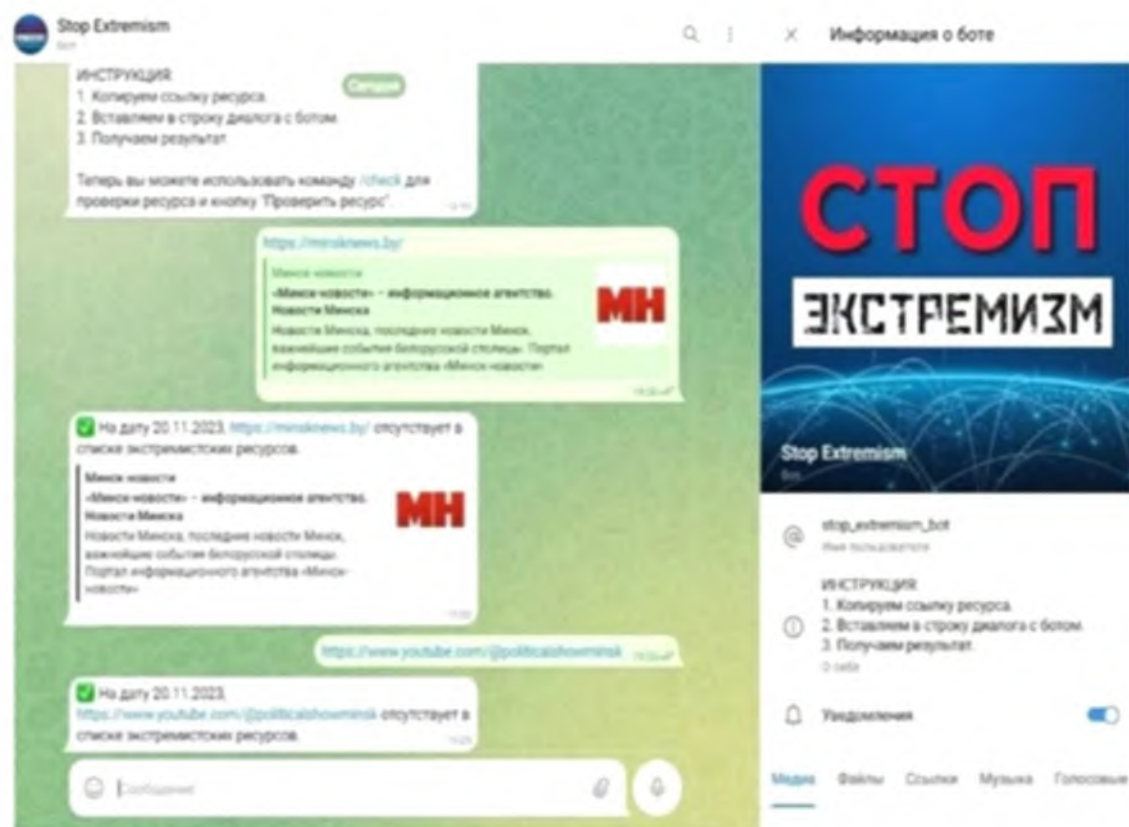 Stop Extremism
бот
ИНСТРУКЦИЯ
Сегодня
1. Копируем ссылку ресурса.
2. Вставляем в строку диалога с ботом.
3. Получаем результат.
Теперь вы можете использовать команду /check для
проверки ресурса и кнопку "Проверить ресурс".
https://minsknews.by/
Минск-новости
«Минск-новости» – информационное агентство.
Новости Минска
Новости Минска, последние новости Минск,
важнейшие события белорусской столицы. Портал
информационного агентства «Минск-новости»
МН
На дату 20.11.2023, https://minsknews.by/ отсутствует в
списке экстремистских ресурсов.
Минск-новости
«Минск-новости» – информационное агентство.
Новости Минска
Новости Минска, последние новости Минск,
важнейшие события белорусской столицы.
Портал информационного агентства «Минск-
новости»
МН
https://www.youtube.com/@politicalshowminsk
На дату 20.11.2023,
https://www.youtube.com/@politicalshowminsk отсутствует в
списке экстремистских ресурсов.
Сообщение
Информация о боте
СТОП
ЭКСТРЕМИЗМ
Stop Extremism
бот
stop_extremism_bot
Имя пользователя
ИНСТРУКЦИЯ
1. Копируем ссылку ресурса.
2. Вставляем в строку диалога с ботом.
3. Получаем результат.
О себе
Уведомления
Медиа Файлы Ссылки Музыка Голосовые